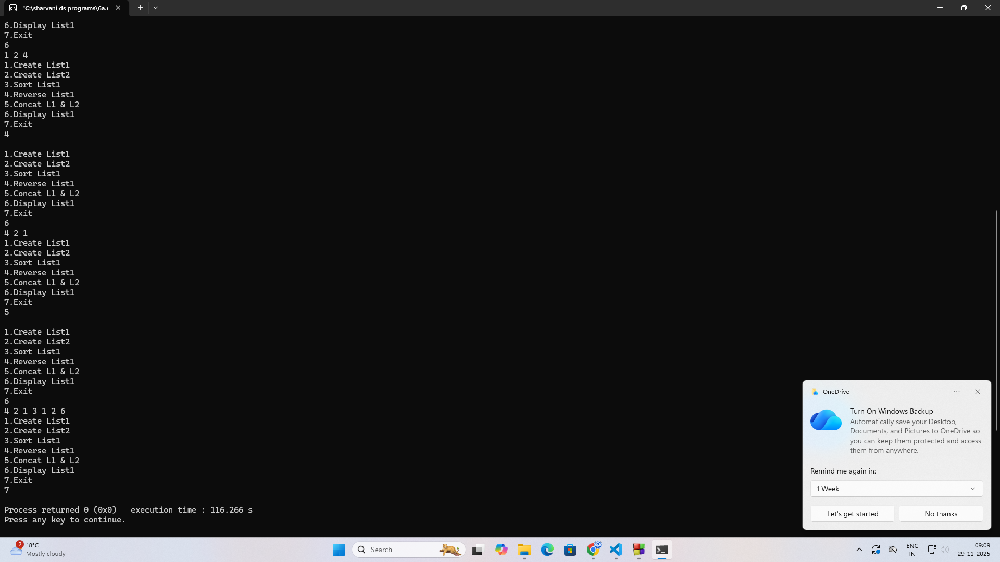 "C:\sharvani ds programs\6a.e
6.Display List1
7.Exit
6
1 2 4
1.Create List1
2.Create List2
3.Sort List1
4.Reverse List1
5.Concat L1 & L2
6.Display List1
7.Exit
4
1.Create List1
2.Create List2
3.Sort List1
4.Reverse List1
5.Concat L1 & L2
6.Display List1
7.Exit
6
4 2 1
1.Create List1
2.Create List2
3.Sort List1
4.Reverse List1
5.Concat L1 & L2
6.Display List1
7.Exit
5
1.Create List1
2.Create List2
3.Sort List1
4.Reverse List1
5.Concat L1 & L2
6.Display List1
7.Exit
6
4 2 1 3 1 2 6
1.Create List1
2.Create List2
3.Sort List1
4.Reverse List1
5.Concat L1 & L2
6.Display List1
7.Exit
7
Process returned 0 (0x0)   execution time : 116.266 s
Press any key to continue.
OneDrive
Turn On Windows Backup
Automatically save your Desktop,
Documents, and Pictures to OneDrive so
you can keep them protected and access
them from anywhere.
Remind me again in:
1 Week
Let's get started
No thanks
2
18°C
Mostly cloudy
Search
ENG
IN
09:09
29-11-2025